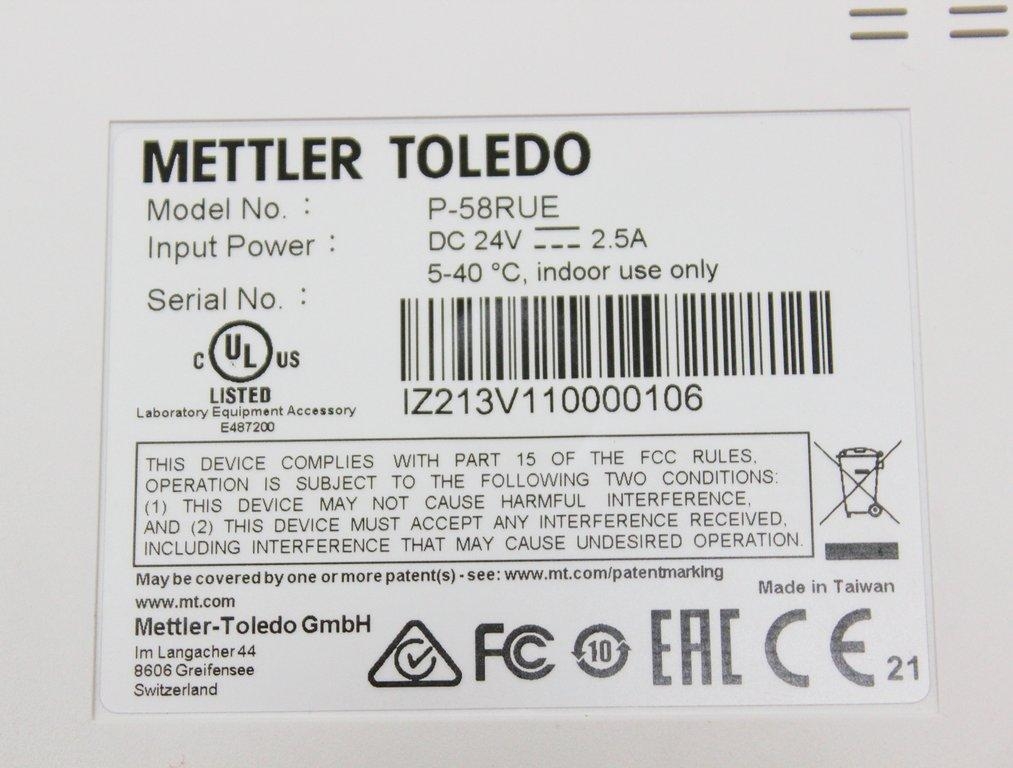 METTLER TOLEDO
Model No. : P-58RUE
Input Power : DC 24V 2.5A
5-40 °C, indoor use only
Serial No. :
IZ213V110000106
C UL US
LISTED
Laboratory Equipment Accessory
E487200
THIS DEVICE COMPLIES WITH PART 15 OF THE FCC RULES.
OPERATION IS SUBJECT TO THE FOLLOWING TWO CONDITIONS:
(1) THIS DEVICE MAY NOT CAUSE HARMFUL INTERFERENCE,
AND (2) THIS DEVICE MUST ACCEPT ANY INTERFERENCE RECEIVED,
INCLUDING INTERFERENCE THAT MAY CAUSE UNDESIRED OPERATION.
May be covered by one or more patent(s) - see: www.mt.com/patentmarking
Made in Taiwan
www.mt.com
Mettler-Toledo GmbH
Im Langacher 44
8606 Greifensee
Switzerland
FC 10 EAC CE 21